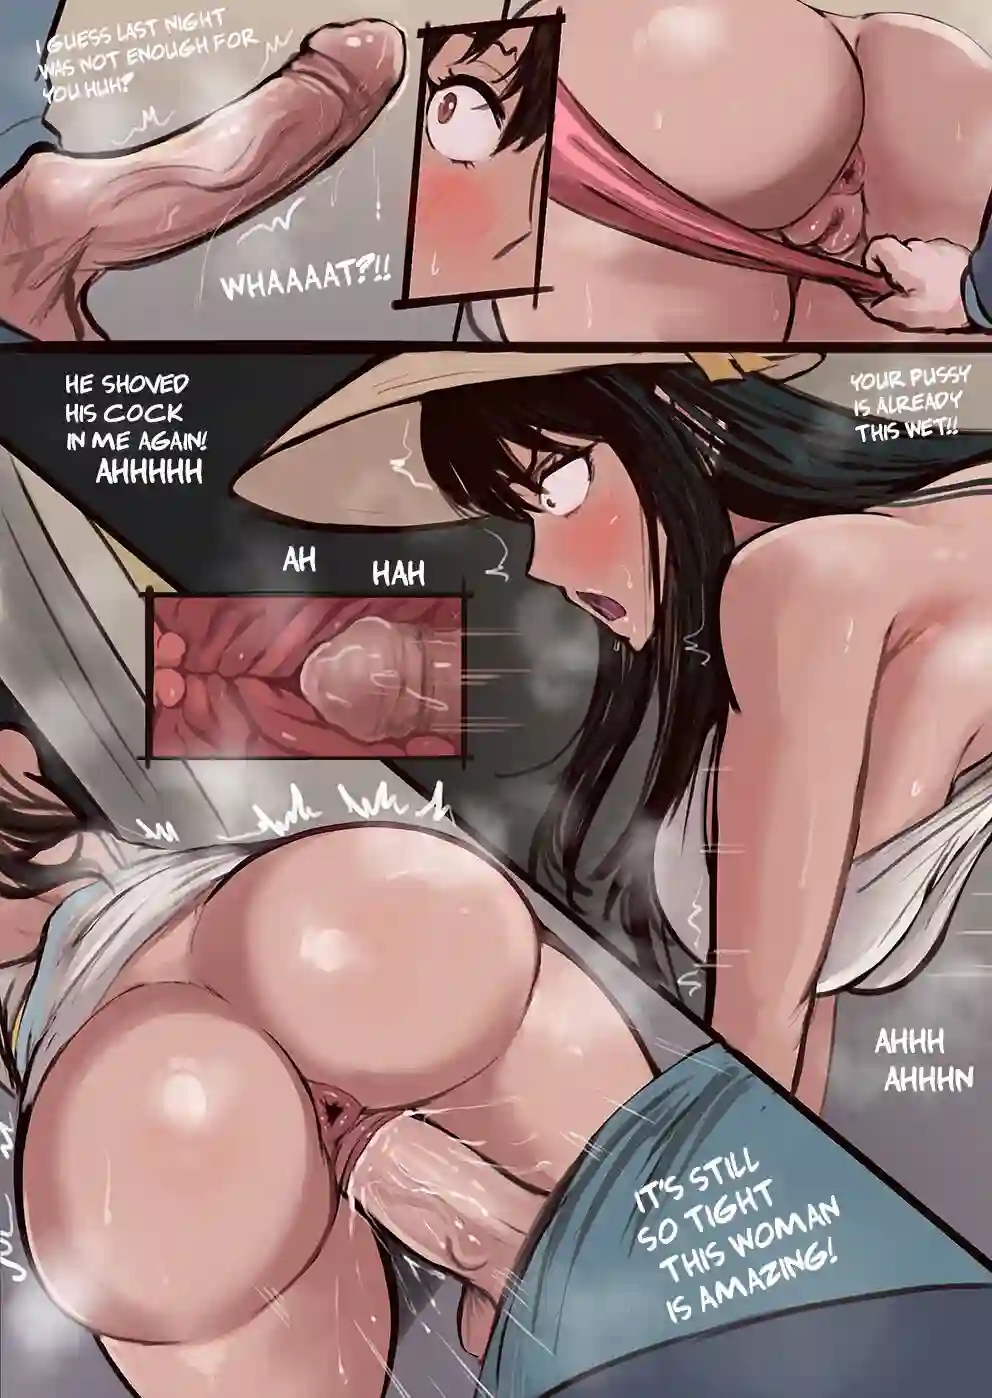 I GUESS LAST NIGHT
WAS NOT ENOUGH FOR
YOU HUH?
WHAAAAT?!!
HE SHOVED
HIS COCK
IN ME AGAIN!
AHHHHH
YOUR PUSSY
IS ALREADY
THIS WET!!
AH
HAH
AHHH
AHHHN
IT'S STILL
SO TIGHT
THIS WOMAN
IS AMAZING!